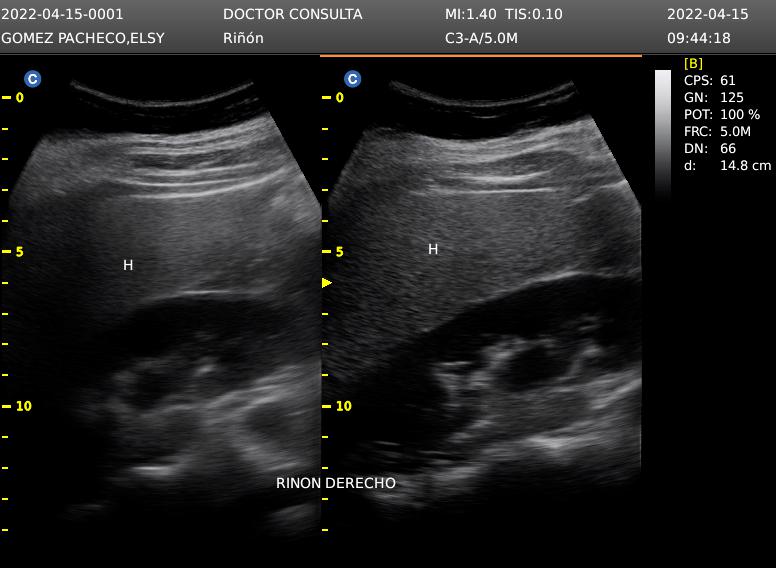 2022-04-15-0001 DOCTOR CONSULTA MI:1.40 TIS:0.10 2022-04-15
GOMEZ PACHECO,ELSY Riñón C3-A/5.0M 09:44:18
C C
[B]
0 0
CPS: 61
GN: 125
POT: 100 %
FRC: 5.0M
DN: 66
d: 14.8 cm
5 H 5 H
10 10
RINON DERECHO